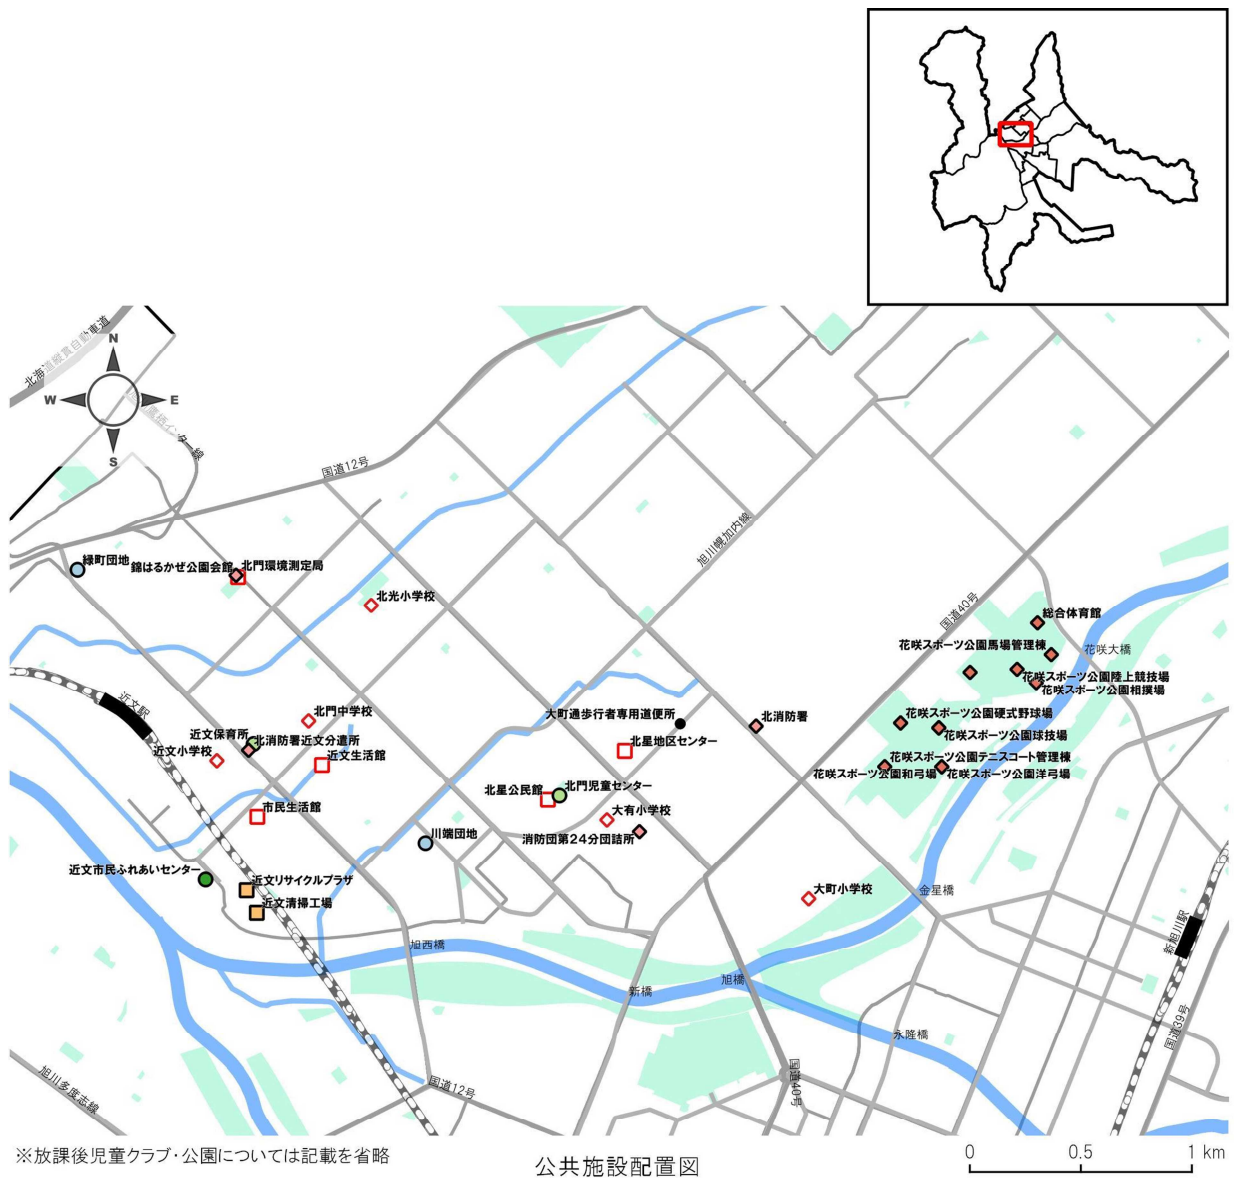 北海道縦貫自動車道
N
W
E
S
鷹栖インター線
国道12号
旭川幌加内線
国道40号
緑町団地
錦はるかぜ公園会館
北門環境測定局
北光小学校
総合体育館
花咲大橋
花咲スポーツ公園馬場管理棟
花咲スポーツ公園陸上競技場
花咲スポーツ公園相撲場
近文駅
北門中学校
大町通歩行者専用道便所
北消防署
花咲スポーツ公園硬式野球場
花咲スポーツ公園球技場
近文保育所
北消防署近文分遣所
近文小学校
近文生活館
北星地区センター
花咲スポーツ公園テニスコート管理棟
花咲スポーツ公園和弓場
花咲スポーツ公園洋弓場
北星公民館
北門児童センター
市民生活館
大有小学校
川端団地
消防団第24分団詰所
近文市民ふれあいセンター
近文リサイクルプラザ
近文清掃工場
大町小学校
金星橋
新旭川駅
旭西橋
新橋
旭橋
永隆橋
国道39号
旭川多度志線
国道12号
国道40号
※放課後児童クラブ・公園については記載を省略
公共施設配置図
0 0.5 1 km